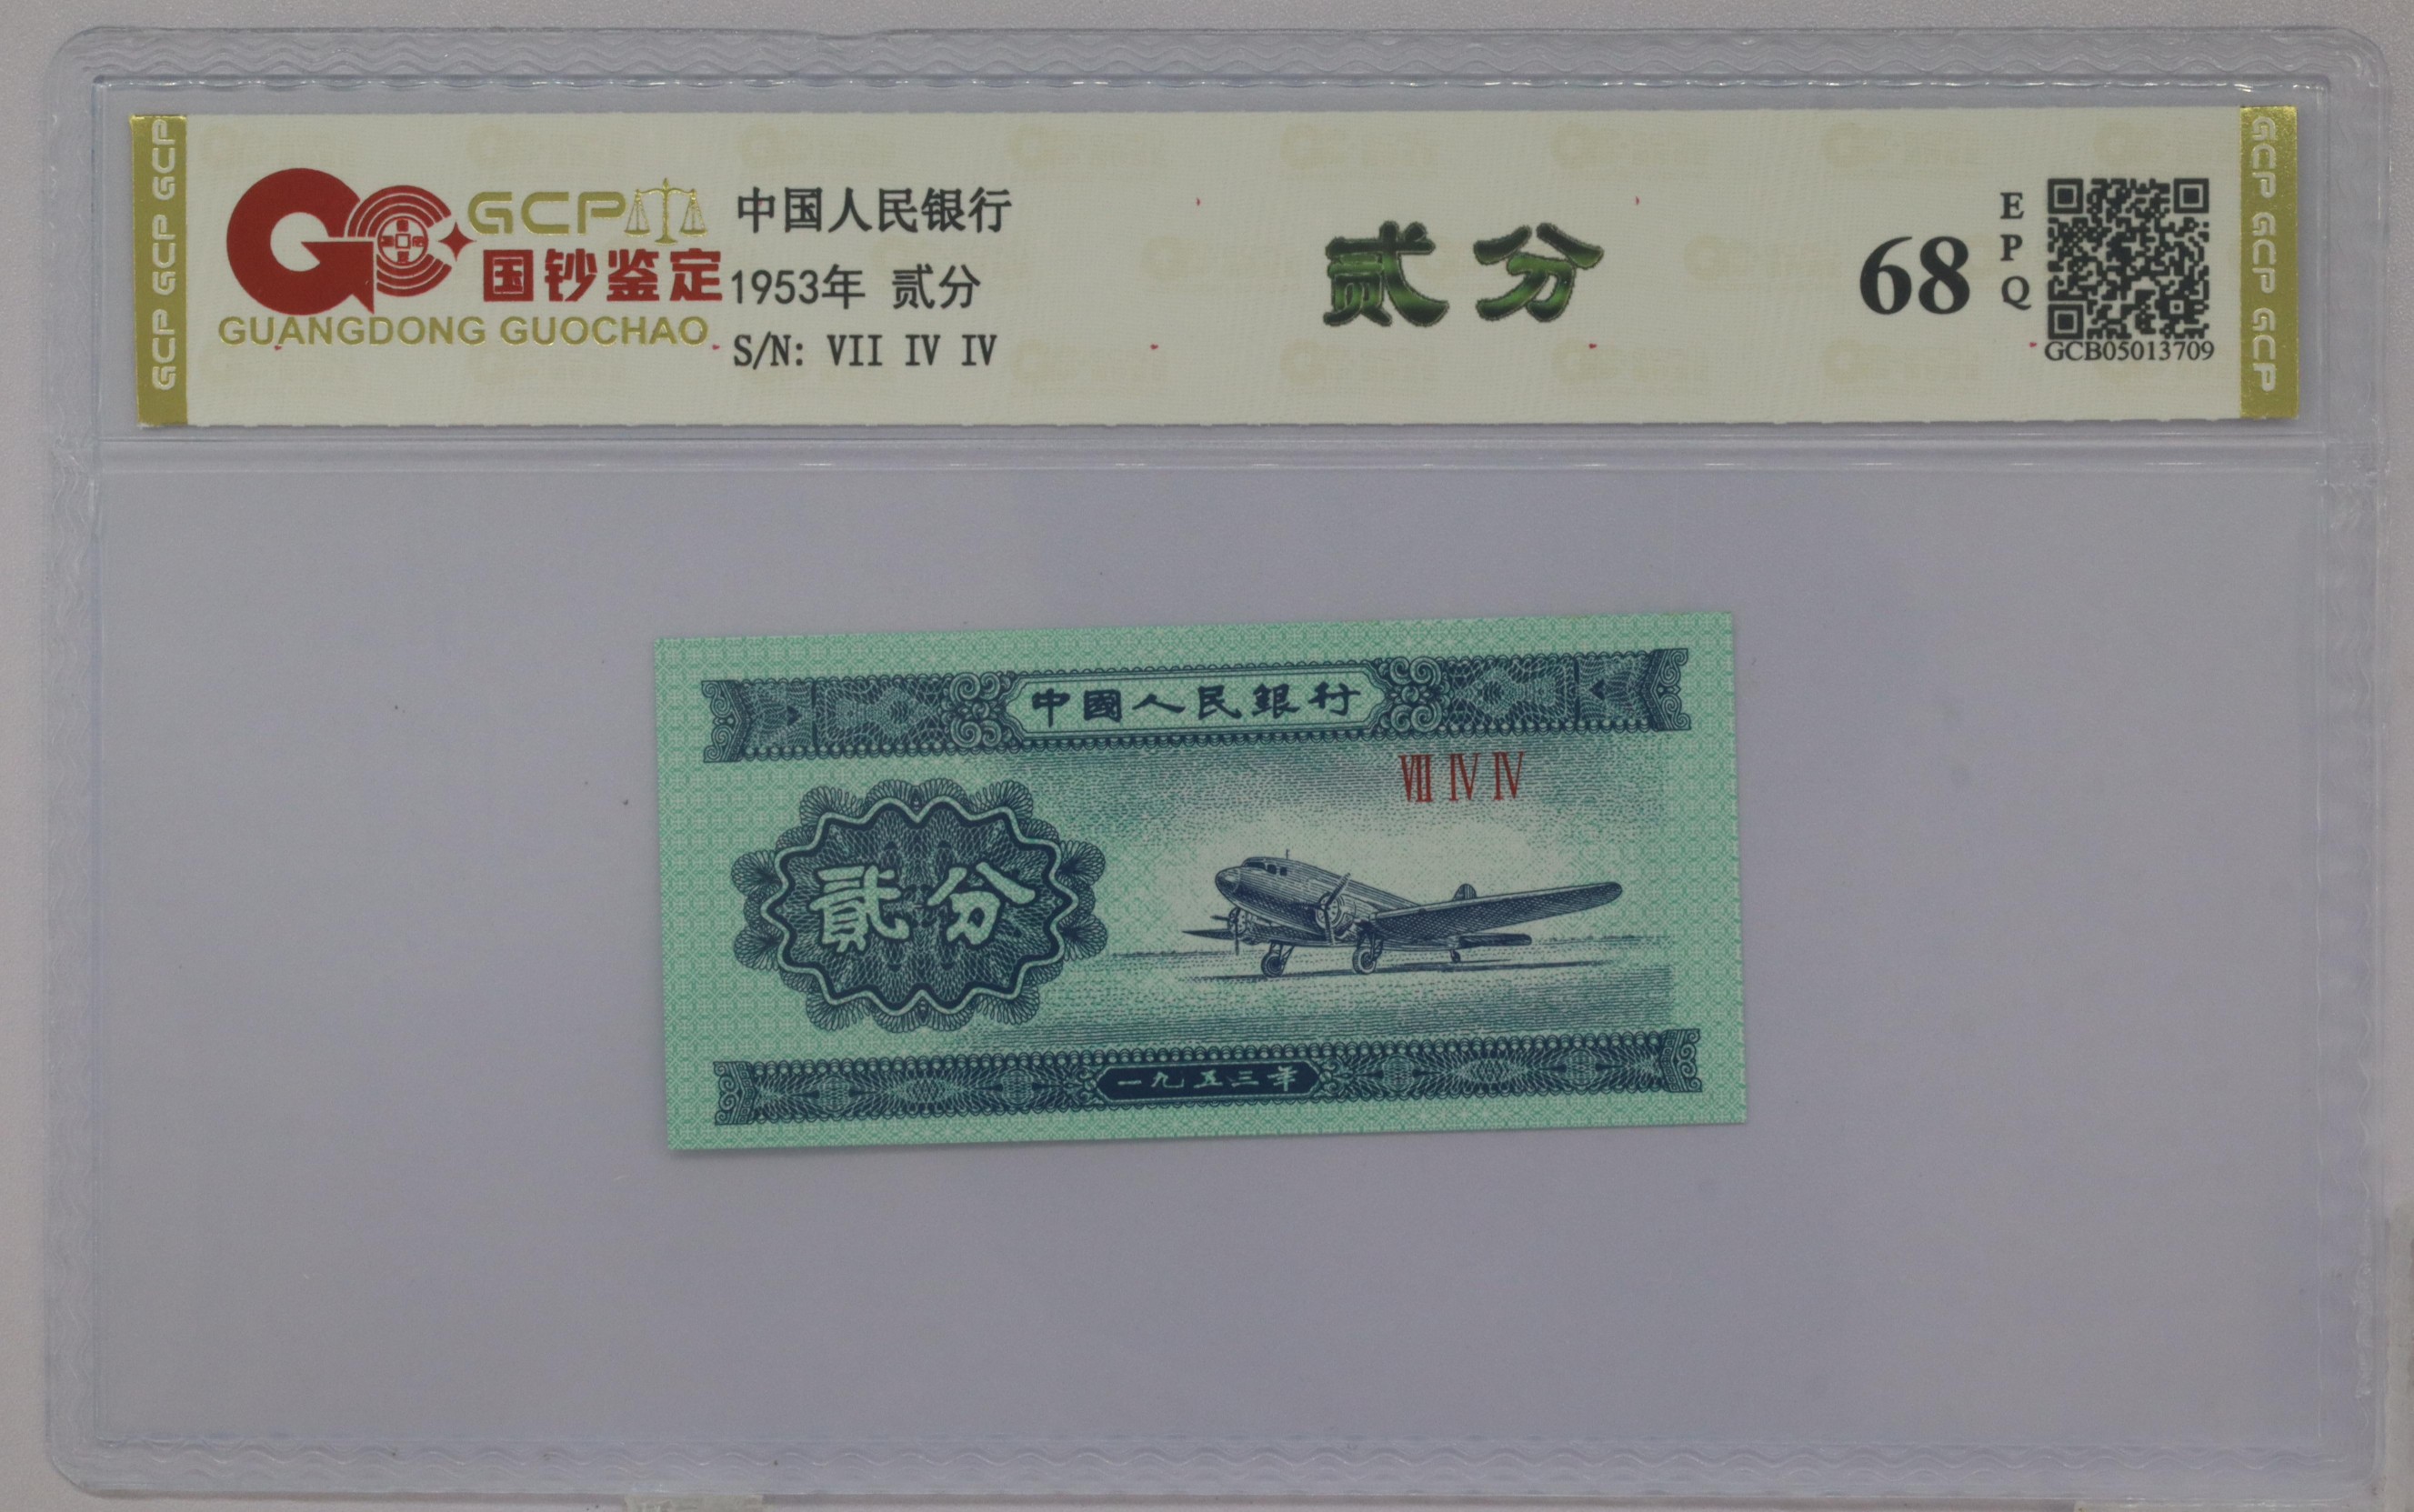 GCP GCP GCP
GCP
国钞鉴定
GUANGDONG GUOCHAO
中国人民银行
1953年 贰分
S/N: VII IV IV
贰分
68
EPQ
GCB05013709
GCP GCP GCP
中國人民銀行
Ⅶ Ⅳ Ⅳ
貳分
一九五三年